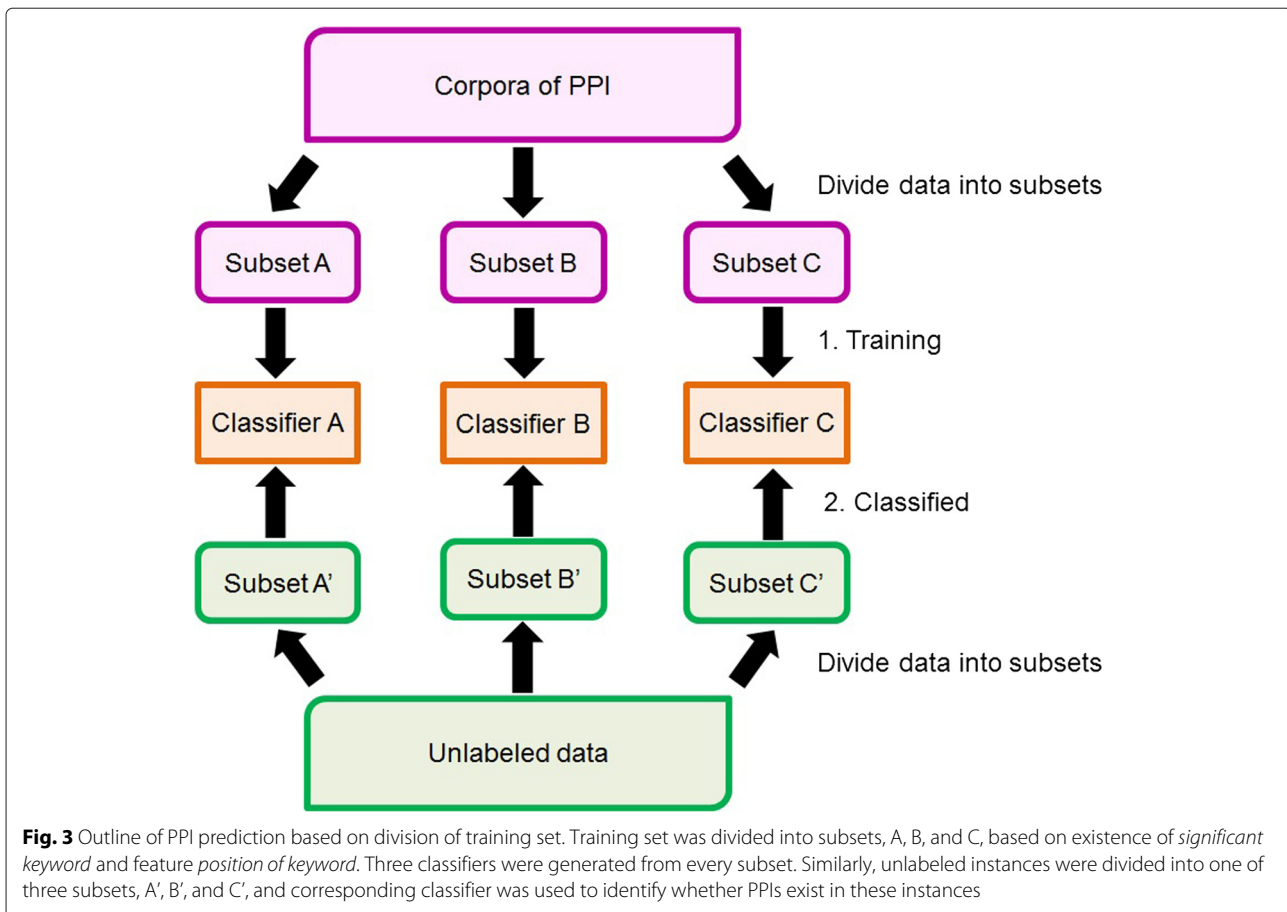 Corpora of PPI
Divide data into subsets
Subset A
Subset B
Subset C
1. Training
Classifier A
Classifier B
Classifier C
2. Classified
Subset A’
Subset B’
Subset C’
Divide data into subsets
Unlabeled data
Fig. 3 Outline of PPI prediction based on division of training set. Training set was divided into subsets, A, B, and C, based on existence of significant
keyword and feature position of keyword. Three classifiers were generated from every subset. Similarly, unlabeled instances were divided into one of
three subsets, A’, B’, and C’, and corresponding classifier was used to identify whether PPIs exist in these instances